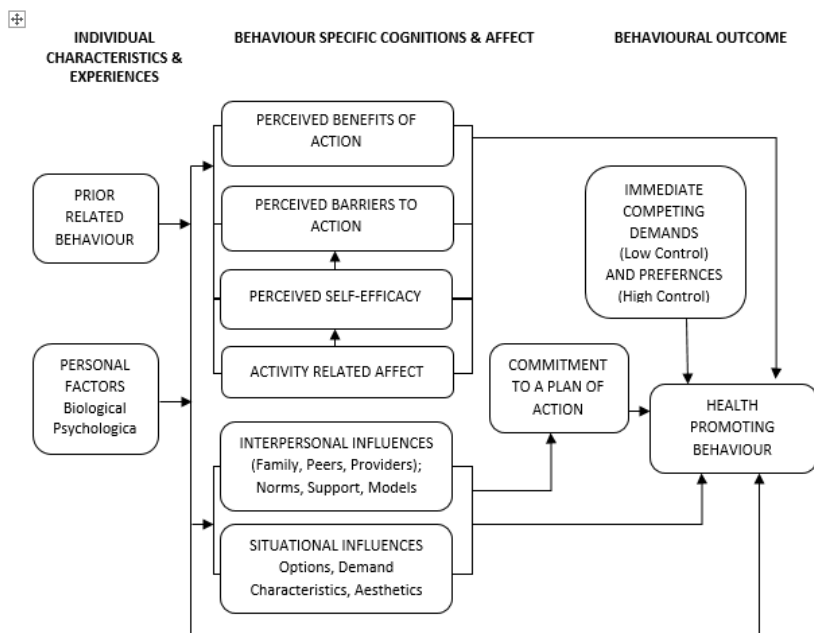 INDIVIDUAL
CHARACTERISTICS &
EXPERIENCES
BEHAVIOUR SPECIFIC COGNITIONS & AFFECT
BEHAVIOURAL OUTCOME
PERCEIVED BENEFITS OF
ACTION
PRIOR
RELATED
BEHAVIOUR
PERCEIVED BARRIERS TO
ACTION
IMMEDIATE
COMPETING
DEMANDS
(Low Control)
AND PREFERNCES
(High Control)
PERCEIVED SELF-EFFICACY
PERSONAL
FACTORS
Biological
Psychologica
ACTIVITY RELATED AFFECT
COMMITMENT
TO A PLAN OF
ACTION
HEALTH
PROMOTING
BEHAVIOUR
INTERPERSONAL INFLUENCES
(Family, Peers, Providers);
Norms, Support, Models
SITUATIONAL INFLUENCES
Options, Demand
Characteristics, Aesthetics